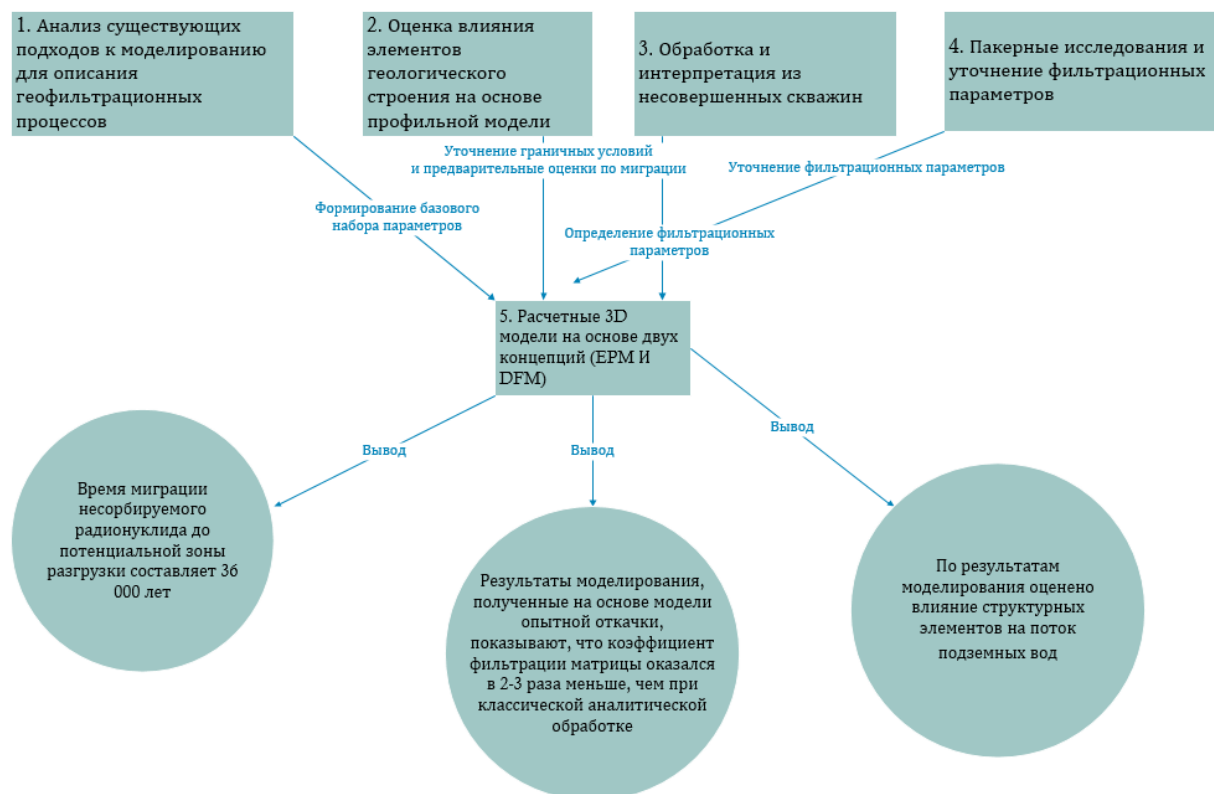 1. Анализ существующих
подходов к моделированию
для описания
геофильтрационных
процессов
2. Оценка влияния
элементов
геологического
строения на основе
профильной модели
3. Обработка и
интерпретация из
несовершенных скважин
4. Пакерные исследования и
уточнение фильтрационных
параметров
Уточнение граничных условий
и предварительные оценки по миграции
Уточнение фильтрационных параметров
Формирование базового
набора параметров
Определение фильтрационных
параметров
5. Расчетные 3D
модели на основе двух
концепций (EPM И
DFM)
Вывод
Вывод
Вывод
Время миграции
несорбируемого
радионуклида до
потенциальной зоны
разгрузки составляет 36
000 лет
Результаты моделирования,
полученные на основе модели
опытной откачки,
показывают, что коэффициент
фильтрации матрицы оказался
в 2-3 раза меньше, чем при
классической аналитической
обработке
По результатам
моделирования оценено
влияние структурных
элементов на поток
подземных вод